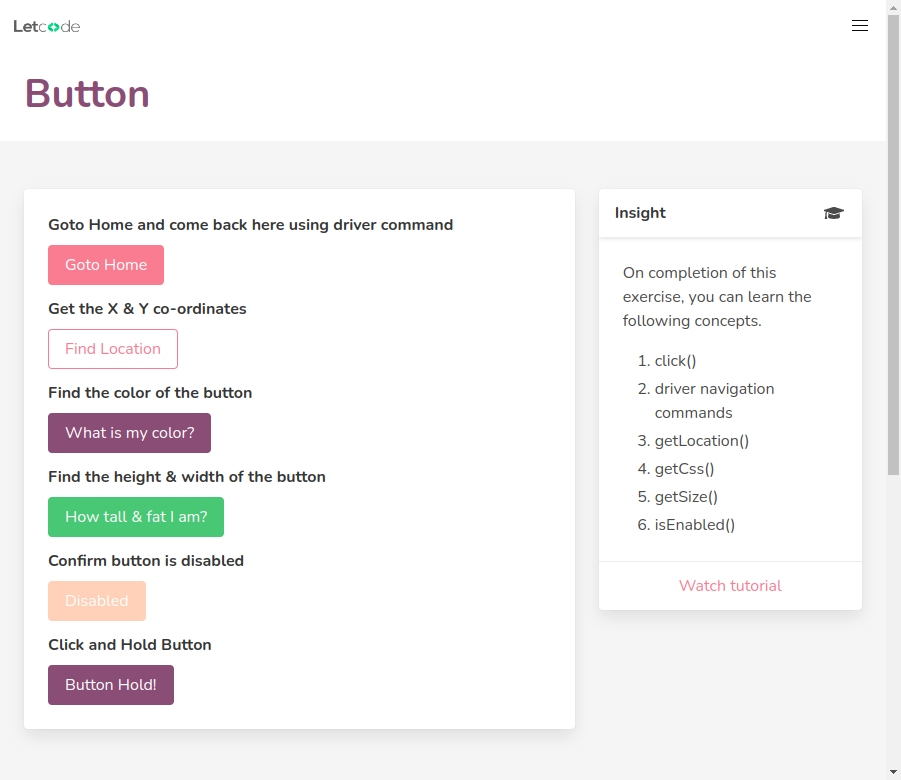 Letcode
Button
Goto Home and come back here using driver command
Goto Home
Get the X & Y co-ordinates
Find Location
Find the color of the button
What is my color?
Find the height & width of the button
How tall & fat I am?
Confirm button is disabled
Disabled
Click and Hold Button
Button Hold!
Insight
On completion of this
exercise, you can learn the
following concepts.
1. click()
2. driver navigation
commands
3. getLocation()
4. getCss()
5. getSize()
6. isEnabled()
Watch tutorial